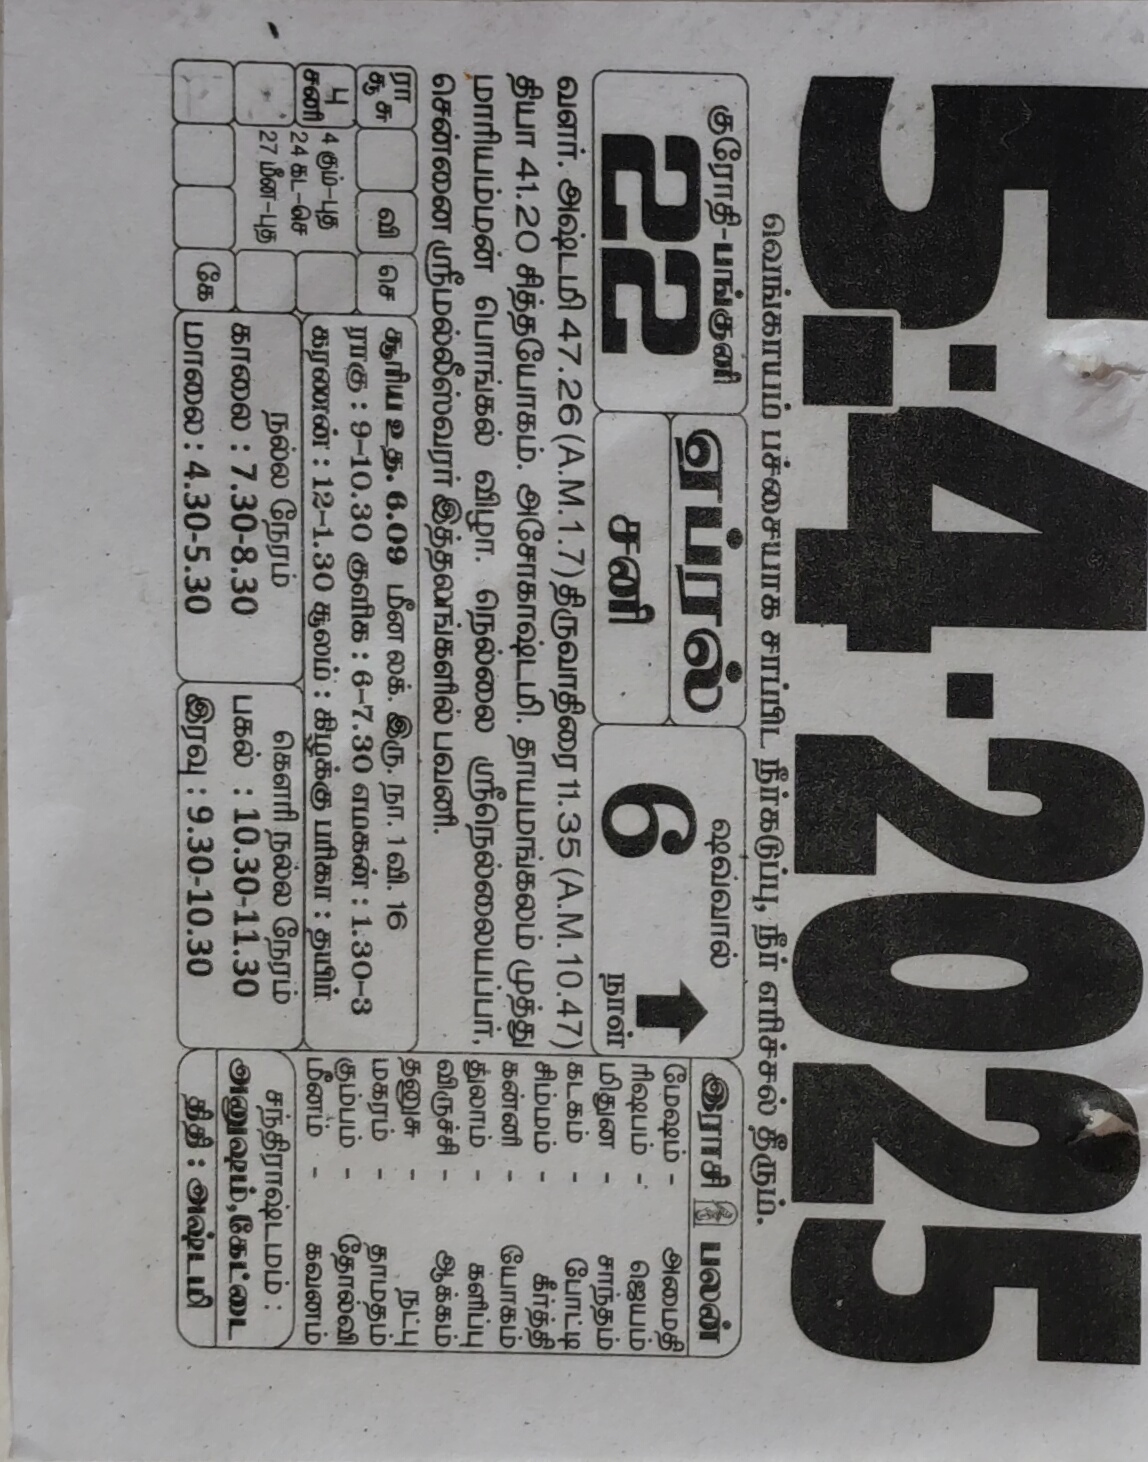 5.4.2025
வெங்காயம் பச்சையாக சாப்பிட நீர்கடுப்பு, நீர் எரிச்சல் தீரும்.
குரோதி-பங்குனி
22
ஏப்ரல்
சனி
ஷவ்வால்
6
நாள்
வளர். அஷ்டமி 47.26 (A.M.1.7) திருவாதிரை 11.35 (A.M.10.47)
தியா 41.20 சித்தயோகம். அசோகாஷ்டமி. தாயமங்கலம் முத்து
மாரியம்மன் பொங்கல் விழா. நெல்லை ஸ்ரீநெல்லையப்பர்,
சென்னை ஸ்ரீமல்லீஸ்வரர் இத்தலங்களில் பவனி.
ரா சூ சு
வி
செ
பு சனி
4 கும்-புத
24 கட-செ
27 மீன-புத
கே
சூரிய உத. 6.09 மீன லக். இரு. நா. 1 வி. 16
ராகு : 9-10.30 குளிக : 6-7.30 எமகன் : 1.30-3
கரணன் : 12-1.30 சூலம் : கிழக்கு பரிகா : தயிர்
நல்ல நேரம்
காலை : 7.30-8.30
மாலை : 4.30-5.30
கௌரி நல்ல நேரம்
பகல் : 10.30-11.30
இரவு : 9.30-10.30
இராசி பலன்
மேஷம் - அமைதி
ரிஷபம் - ஜெயம்
மிதுன - சாந்தம்
கடகம் - போட்டி
சிம்மம் - கீர்த்தி
கன்னி - யோகம்
துலாம் - களிப்பு
விருச்சி - ஆக்கம்
தனுசு - நட்பு
மகரம் - தாமதம்
கும்பம் - தோல்வி
மீனம் - கவனம்
சந்திராஷ்டமம் :
அனுஷம், கேட்டை
திதி : அஷ்டமி